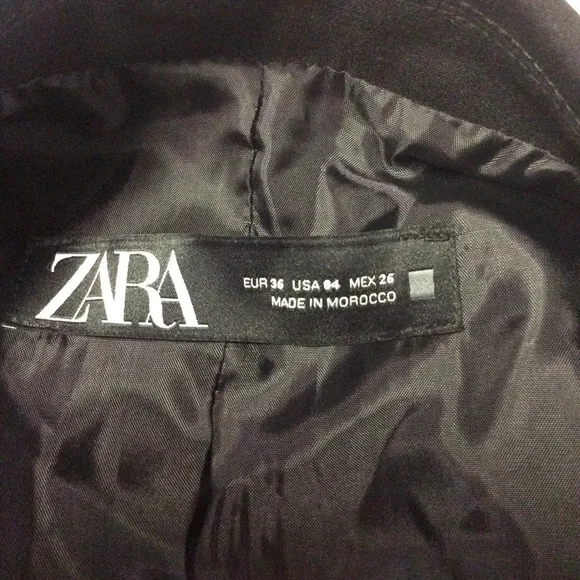 ZARA
EUR 36 USA 04 MEX 26
MADE IN MOROCCO